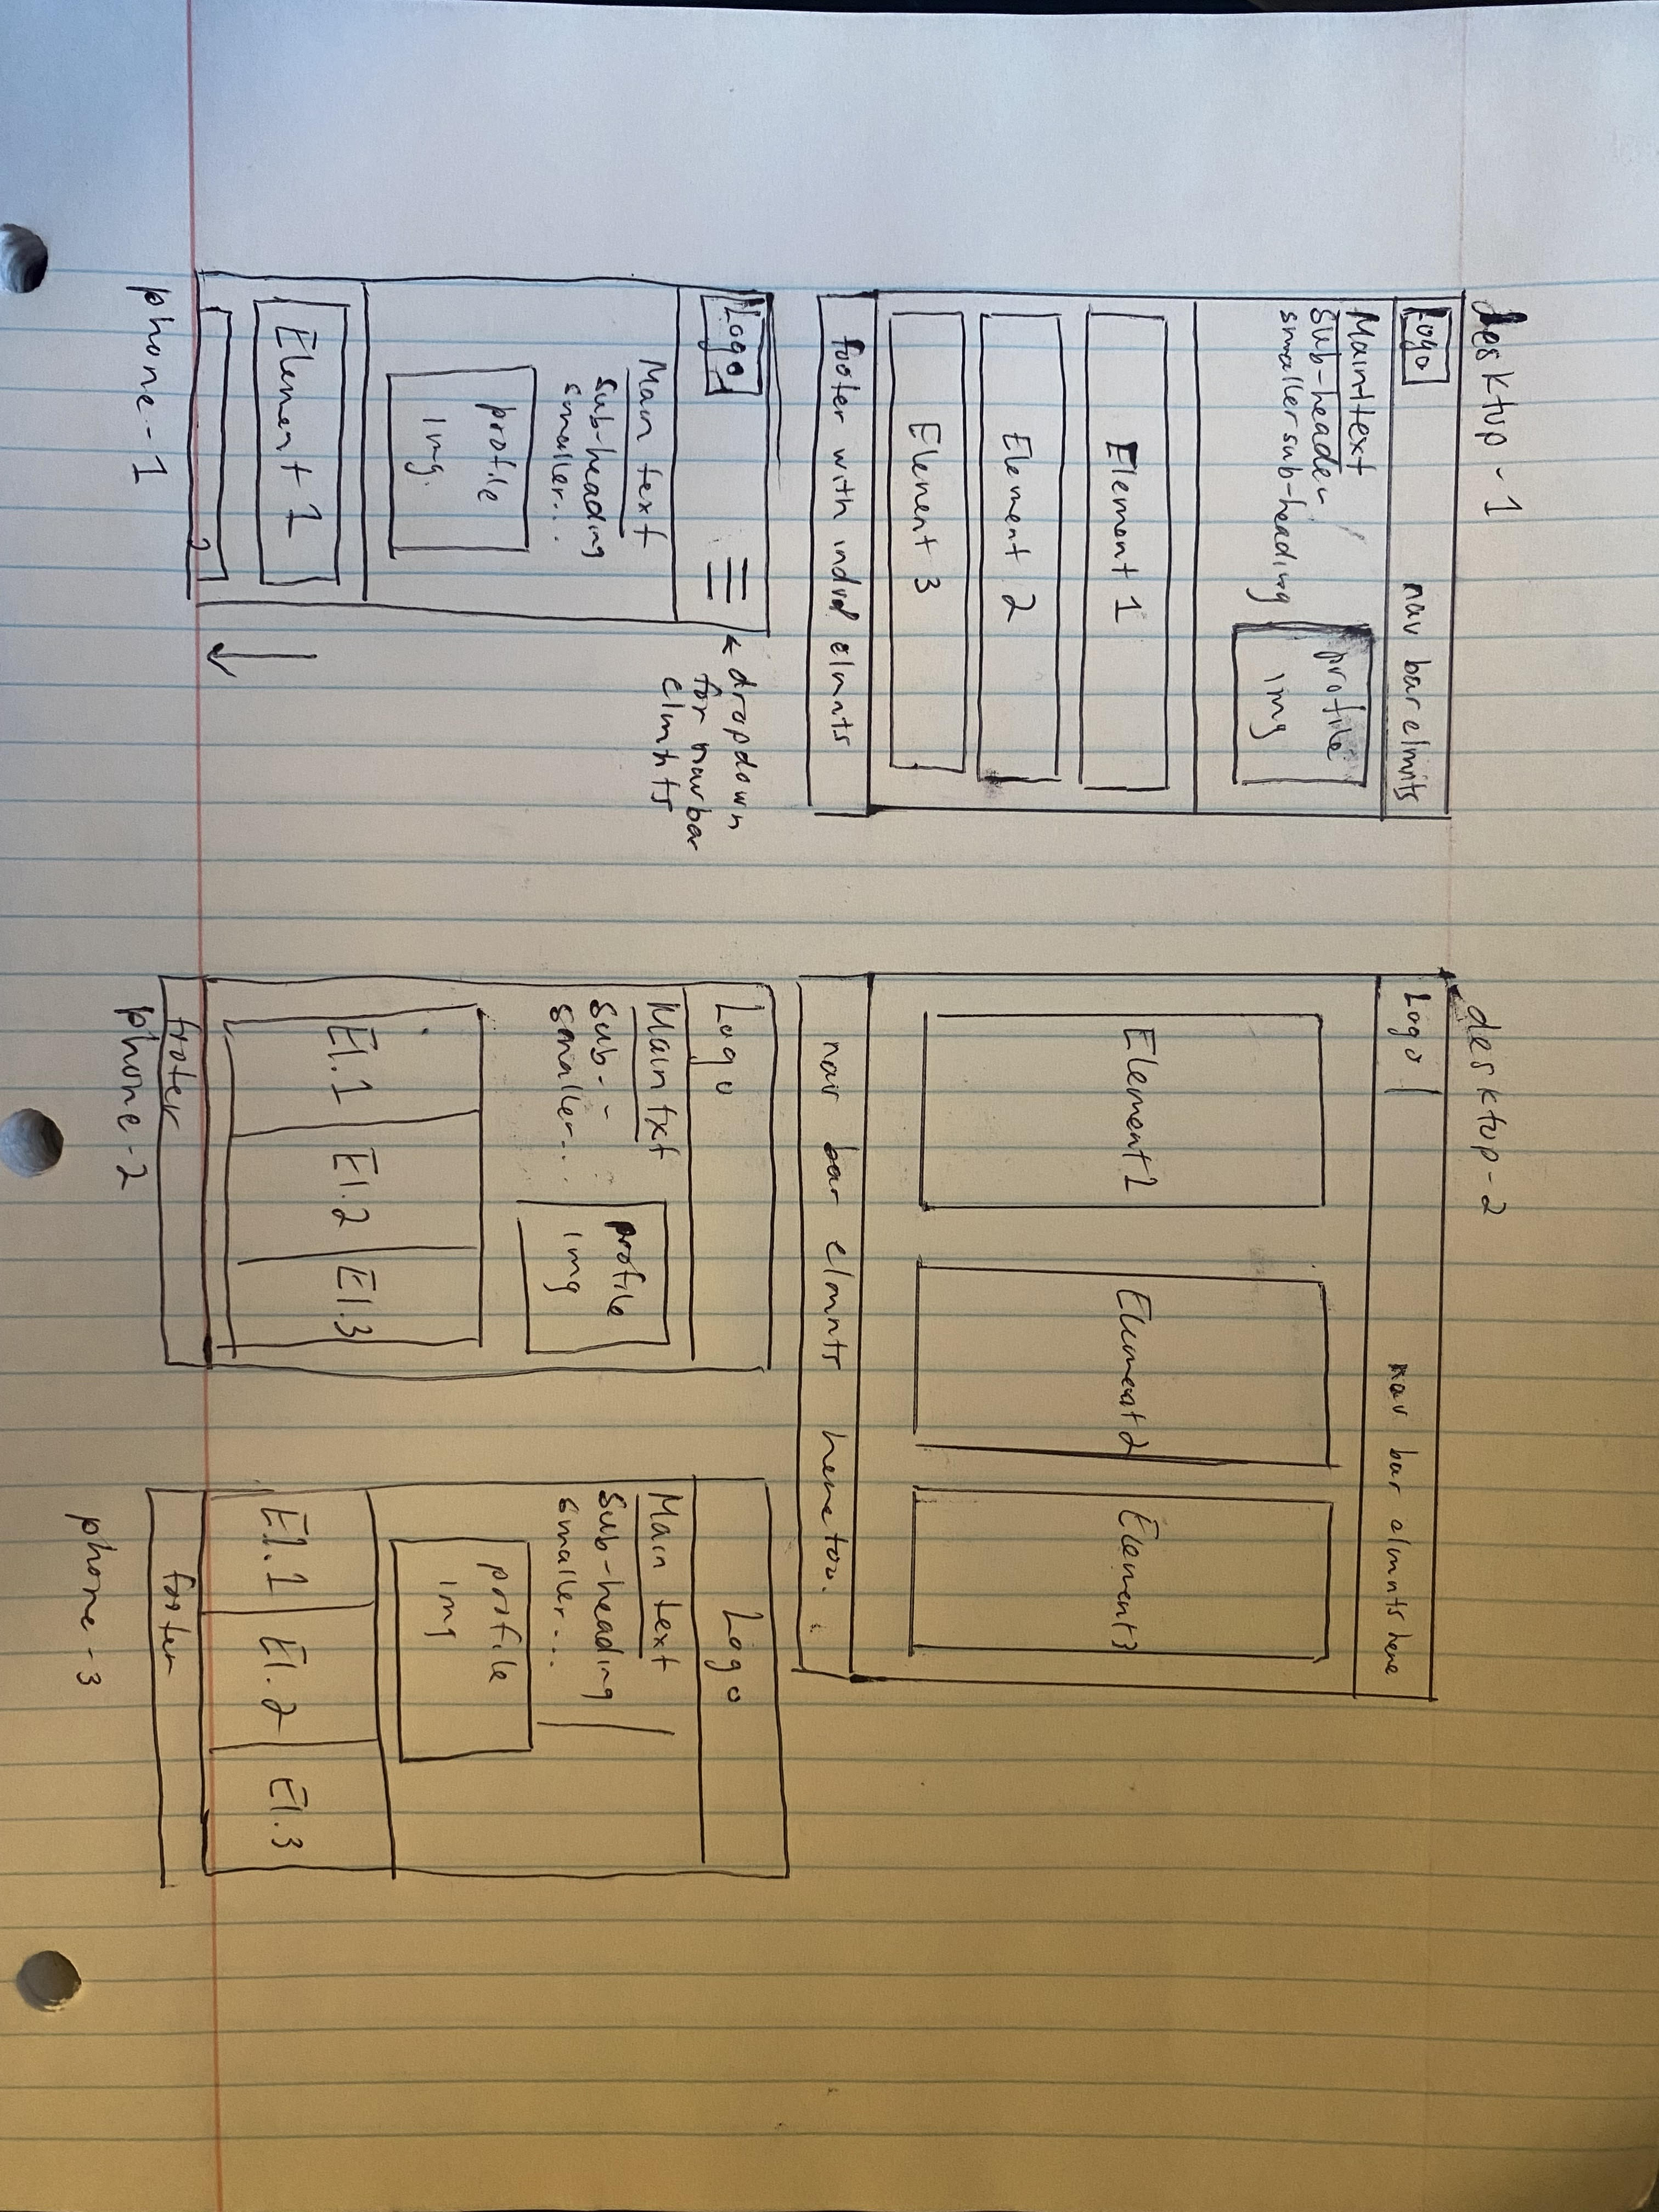 desktop - 1
Logo
nav bar elmnts
Main text
Sub-header
smaller sub-heading
profile
img
Element 1
Element 2
Element 3
footer with indvd elmnts
desktop - 2
Logo
nav bar elmnts here
Element 1
Element 2
Element 3
nav bar elmnts here too.
Logo
← dropdown
for navbar
elmnts
Main text
sub-heading
smaller...
profile
img.
Element 1
2
phone - 1
Logo
Main txt
Sub--
smaller...
profile
img
El.1
El.2
El.3
footer
phone - 2
Logo
Main text
Sub-heading
smaller...
profile
img
El.1
El.2
El.3
footer
phone - 3